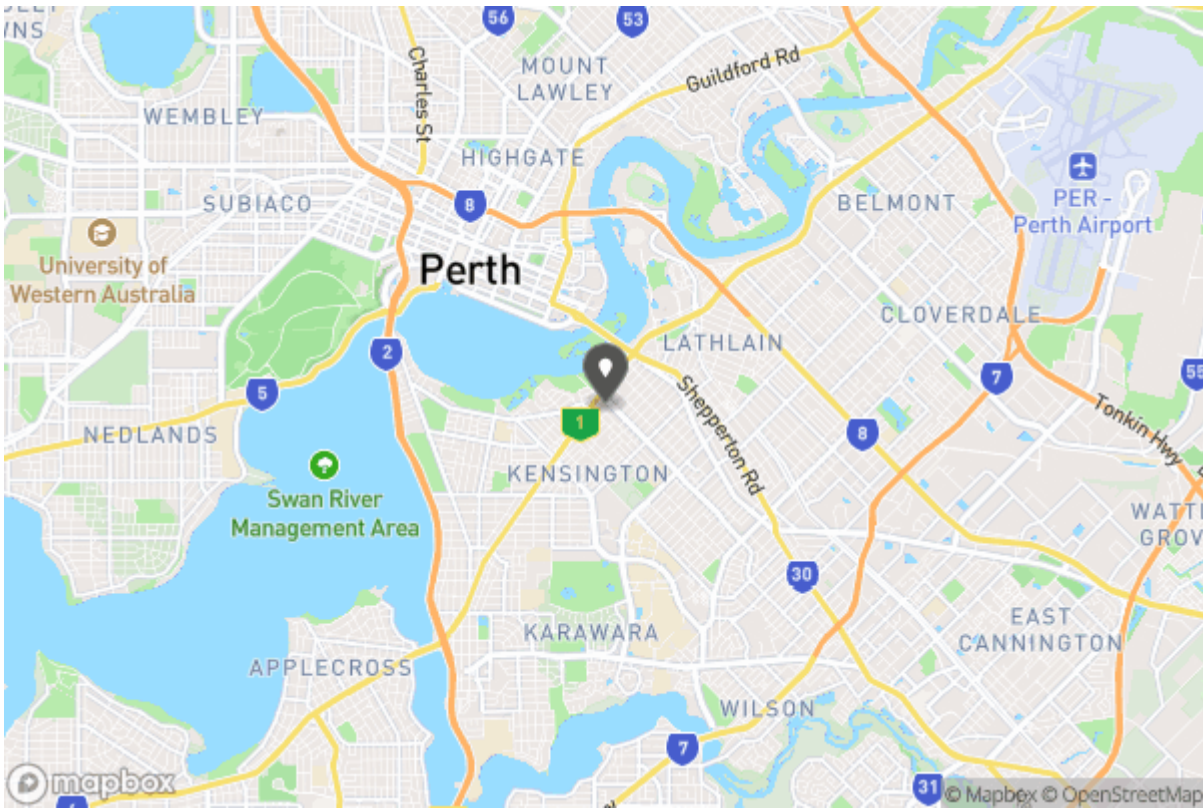 56
53
Charles St
MOUNT
LAWLEY
Guildford Rd
WEMBLEY
HIGHGATE
SUBIACO
8
BELMONT
PER -
Perth Airport
University of
Western Australia
Perth
CLOVERDALE
LATHLAIN
2
7
55
5
Shepperton Rd
Tonkin Hwy
1
8
NEDLANDS
KENSINGTON
Swan River
Management Area
WATT
GROV
30
EAST
CANNINGTON
KARAWARA
APPLECROSS
WILSON
7
31
mapbox
© Mapbox © OpenStreetMap